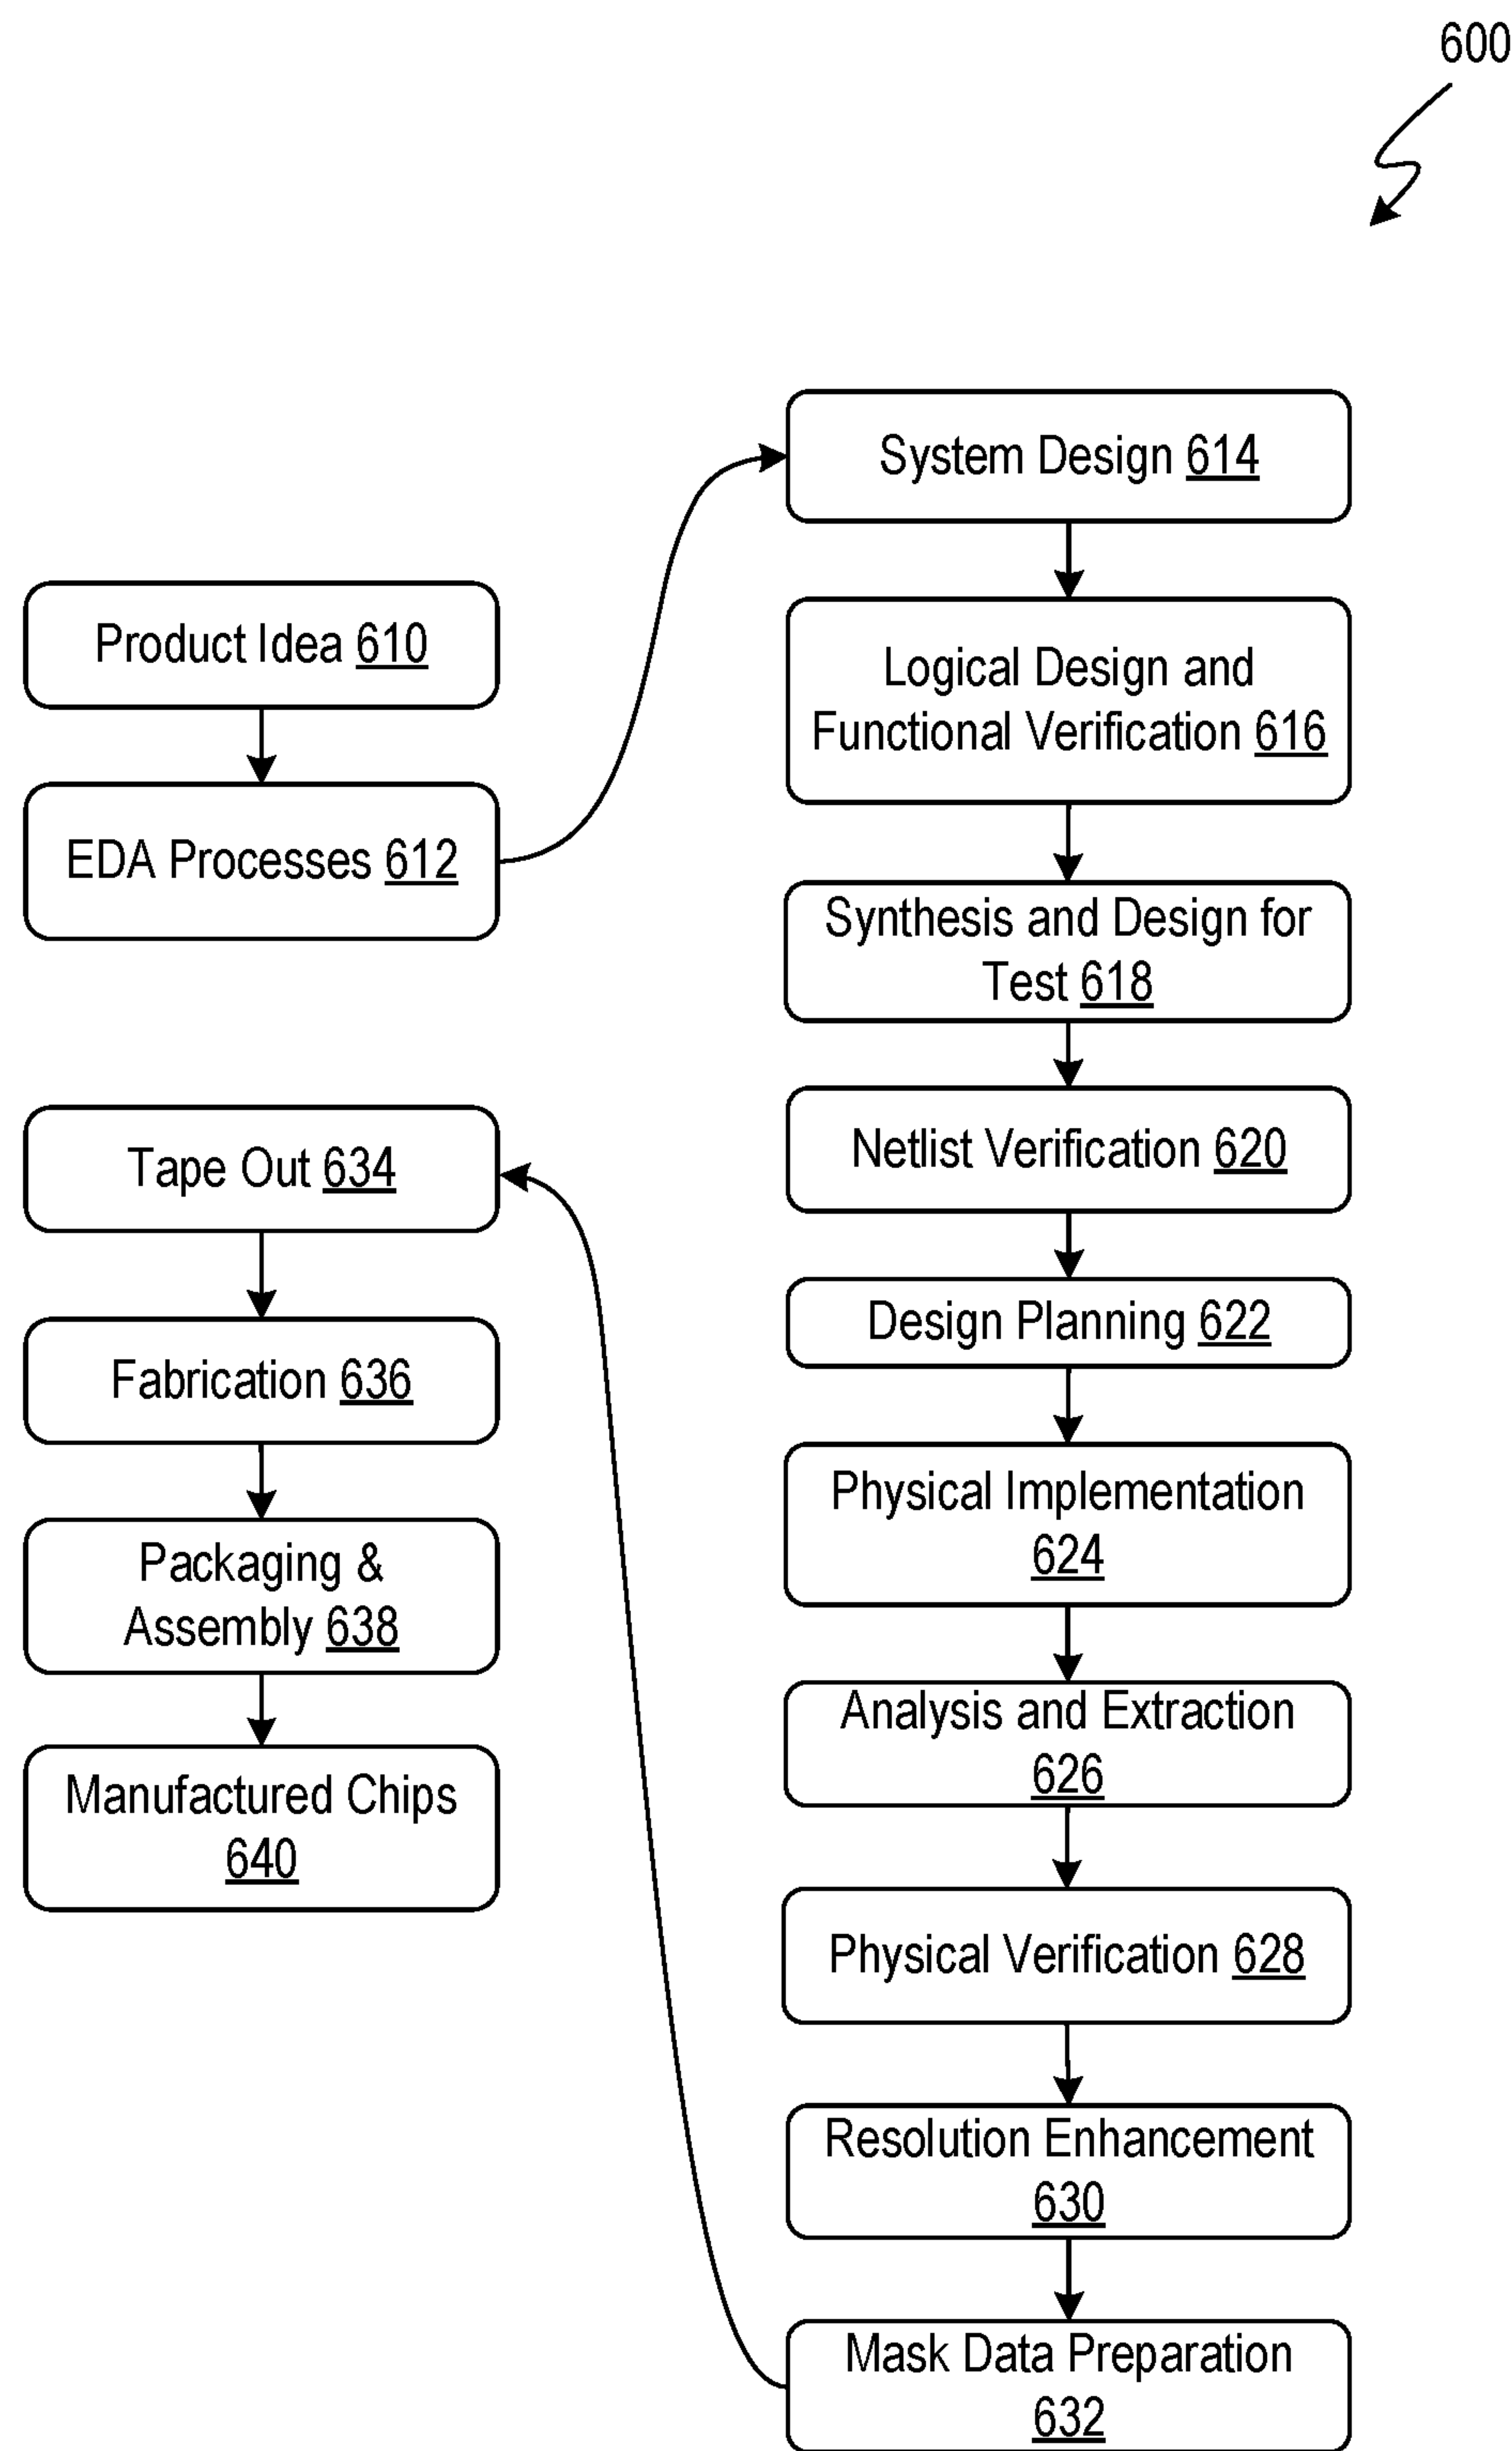 600
Product Idea 610
EDA Processes 612
System Design 614
Logical Design and
Functional Verification 616
Synthesis and Design for
Test 618
Netlist Verification 620
Design Planning 622
Physical Implementation
624
Analysis and Extraction
626
Physical Verification 628
Resolution Enhancement
630
Mask Data Preparation
632
Tape Out 634
Fabrication 636
Packaging &
Assembly 638
Manufactured Chips
640